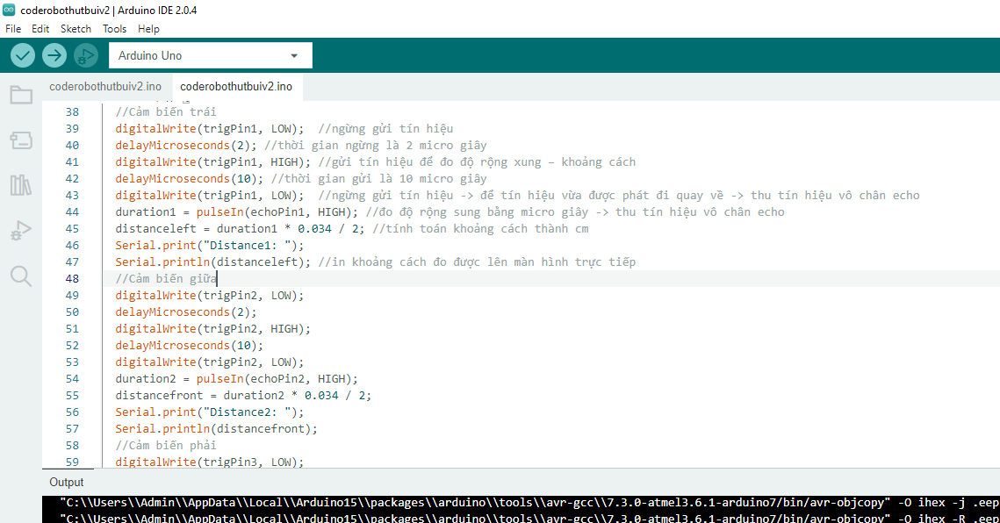 coderobothutbuiv2 | Arduino IDE 2.0.4
File Edit Sketch Tools Help
Arduino Uno
coderobothutbuiv2.ino coderobothutbuiv2.ino
38 //Cảm biến trái
39 digitalWrite(trigPin1, LOW); //ngừng gửi tín hiệu
40 delayMicroseconds(2); //thời gian ngừng là 2 micro giây
41 digitalWrite(trigPin1, HIGH); //gửi tín hiệu để đo độ rộng xung – khoảng cách
42 delayMicroseconds(10); //thời gian gửi là 10 micro giây
43 digitalWrite(trigPin1, LOW); //ngừng gửi tín hiệu -> để tín hiệu vừa được phát đi quay về -> thu tín hiệu vô chân echo
44 duration1 = pulseIn(echoPin1, HIGH); //đo độ rộng sung bằng micro giây -> thu tín hiệu vô chân echo
45 distanceleft = duration1 * 0.034 / 2; //tính toán khoảng cách thành cm
46 Serial.print("Distance1: ");
47 Serial.println(distanceleft); //in khoảng cách đo được lên màn hình trực tiếp
48 //Cảm biến giữa
49 digitalWrite(trigPin2, LOW);
50 delayMicroseconds(2);
51 digitalWrite(trigPin2, HIGH);
52 delayMicroseconds(10);
53 digitalWrite(trigPin2, LOW);
54 duration2 = pulseIn(echoPin2, HIGH);
55 distancefront = duration2 * 0.034 / 2;
56 Serial.print("Distance2: ");
57 Serial.println(distancefront);
58 //Cảm biến phải
59 digitalWrite(trigPin3, LOW);
Output
"C:\\Users\\Admin\\AppData\\Local\\Arduino15\\packages\\arduino\\tools\\avr-gcc\\7.3.0-atmel3.6.1-arduino7/bin/avr-objcopy" -O ihex -j .eep
"C:\\Users\\Admin\\AppData\\Local\\Arduino15\\packages\\arduino\\tools\\avr-gcc\\7.3.0-atmel3.6.1-arduino7/bin/avr-objcopy" -O ihex -R .eep